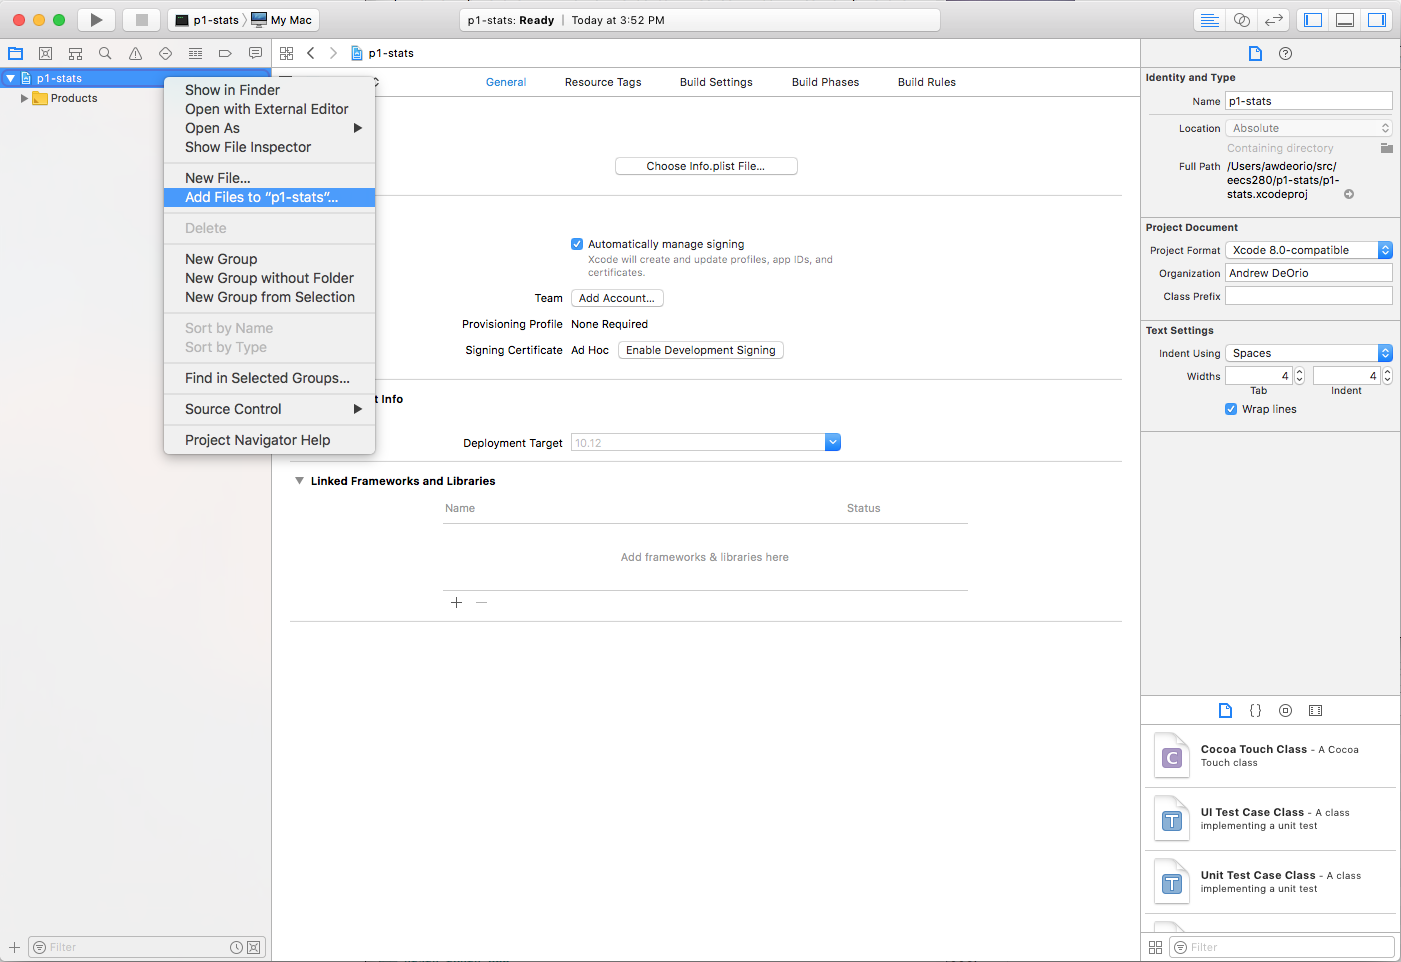 p1-stats
My Mac
p1-stats: Ready | Today at 3:52 PM
p1-stats
Products
Show in Finder
Open with External Editor
Open As
Show File Inspector
New File...
Add Files to “p1-stats”...
Delete
New Group
New Group without Folder
New Group from Selection
Sort by Name
Sort by Type
Find in Selected Groups...
Source Control
Project Navigator Help
Filter
p1-stats
General
Resource Tags
Build Settings
Build Phases
Build Rules
Choose Info.plist File...
Automatically manage signing
Xcode will create and update profiles, app IDs, and
certificates.
Team
Add Account...
Provisioning Profile None Required
Signing Certificate Ad Hoc
Enable Development Signing
t Info
Deployment Target 10.12
Linked Frameworks and Libraries
Name
Status
Add frameworks & libraries here
Identity and Type
Name p1-stats
Location Absolute
Containing directory
Full Path /Users/awdeorio/src/
eecs280/p1-stats/p1-
stats.xcodeproj
Project Document
Project Format Xcode 8.0-compatible
Organization Andrew DeOrio
Class Prefix
Text Settings
Indent Using Spaces
Widths 4 4
Tab Indent
Wrap lines
{}
C
Cocoa Touch Class - A Cocoa
Touch class
T
UI Test Case Class - A class
implementing a unit test
T
Unit Test Case Class - A class
implementing a unit test
Filter